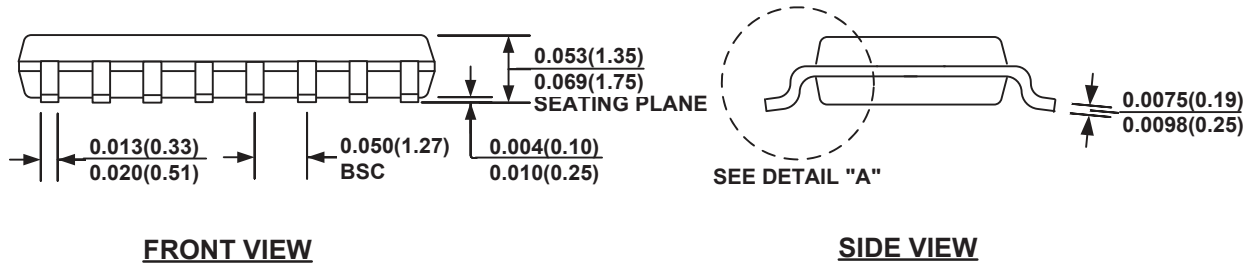 0.053(1.35)
0.069(1.75)
SEATING PLANE
0.013(0.33)
0.020(0.51)
0.050(1.27)
BSC
0.004(0.10)
0.010(0.25)
FRONT VIEW
0.0075(0.19)
0.0098(0.25)
SEE DETAIL "A"
SIDE VIEW